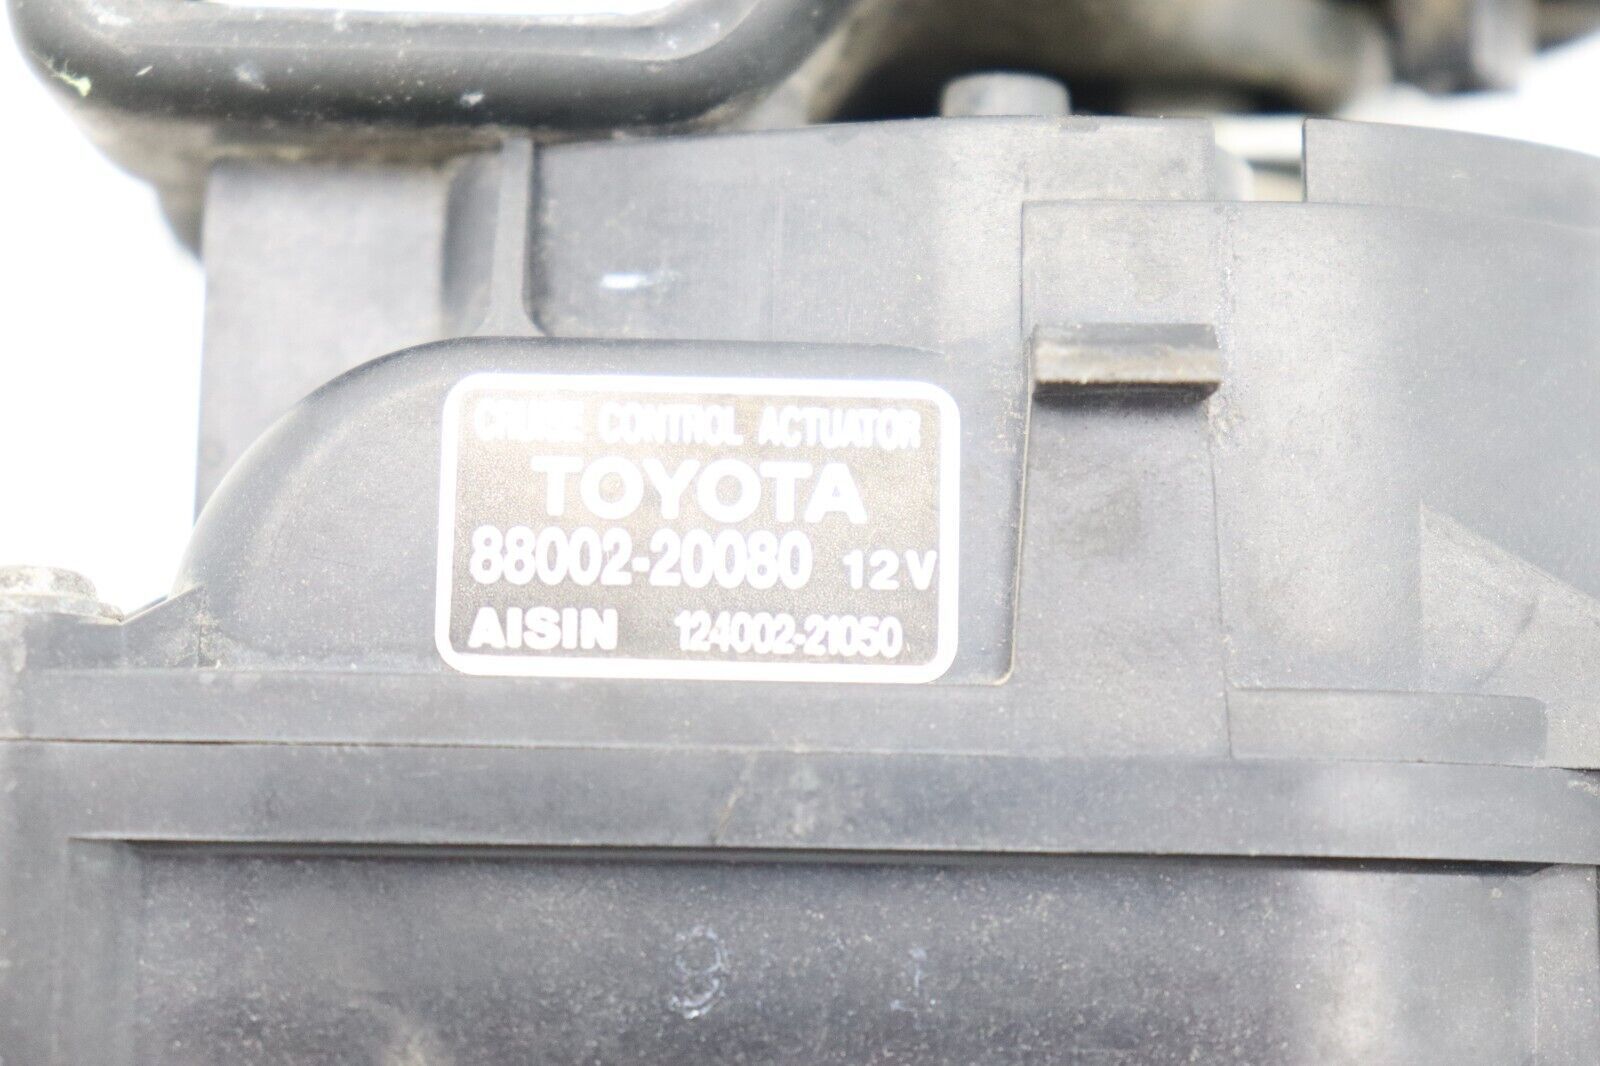 CRUISE CONTROL ACTUATOR
TOYOTA
88002-20080 12V
AISIN 124002-21050